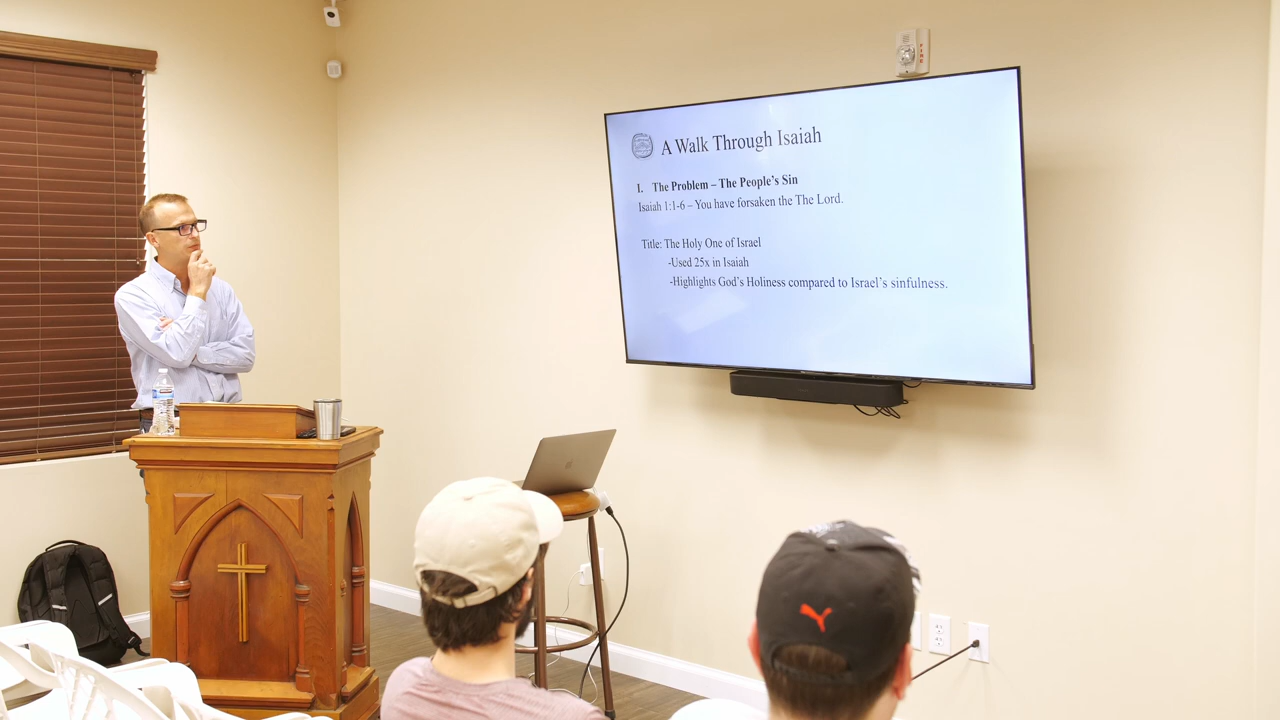 FIRE
A Walk Through Isaiah
I. The Problem – The People's Sin
Isaiah 1:1-6 – You have forsaken the The Lord.
Title: The Holy One of Israel
-Used 25x in Isaiah
-Highlights God's Holiness compared to Israel's sinfulness.